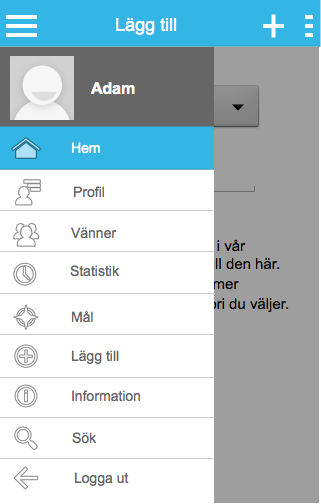 Lägg till
Adam
Hem
Profil
Vänner
Statistik
Mål
Lägg till
Information
Sök
Logga ut
i vår
ll den här.
mer
ori du väljer.